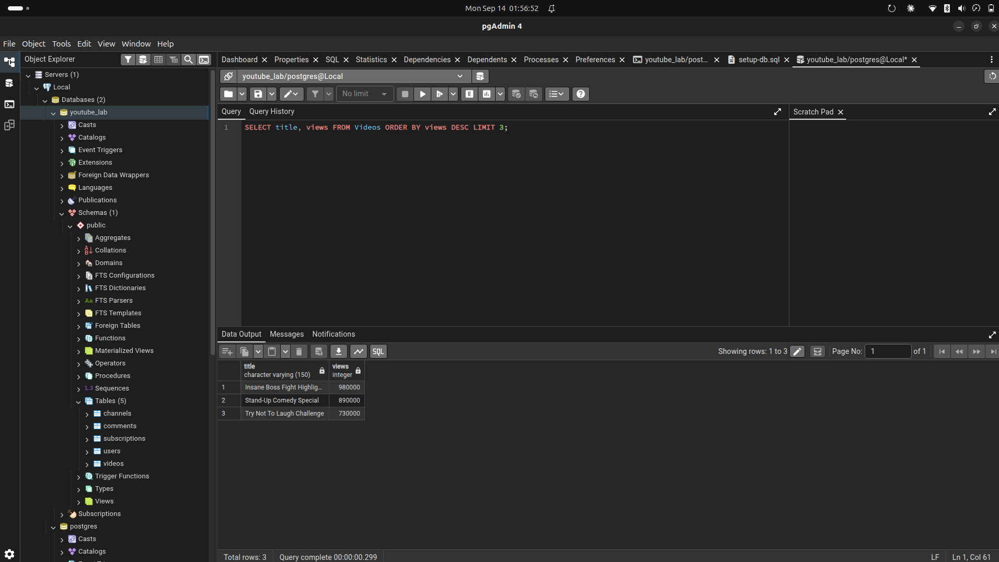 Mon Sep 14 01:56:52
pgAdmin 4
File Object Tools Edit View Window Help
Object Explorer
Dashboard Properties SQL Statistics Dependencies Dependents Processes Preferences youtube_lab/post... setup-db.sql youtube_lab/postgres@Local*
Servers (1)
Local
Databases (2)
youtube_lab
Casts
Catalogs
Event Triggers
Extensions
Foreign Data Wrappers
Languages
Publications
Schemas (1)
public
Aggregates
Collations
Domains
FTS Configurations
FTS Dictionaries
Aa FTS Parsers
FTS Templates
Foreign Tables
Functions
Materialized Views
Operators
Procedures
1..3 Sequences
Tables (5)
channels
comments
subscriptions
users
videos
Trigger Functions
Types
Views
Subscriptions
postgres
Casts
Catalogs
youtube_lab/postgres@Local
No limit
E
Query Query History
Scratch Pad
1 SELECT title, views FROM Videos ORDER BY views DESC LIMIT 3;
Data Output Messages Notifications
SQL
Showing rows: 1 to 3 Page No: 1 of 1
title views
character varying (150) integer
1 Insane Boss Fight Highlig... 980000
2 Stand-Up Comedy Special 890000
3 Try Not To Laugh Challenge 730000
Total rows: 3 Query complete 00:00:00.299 LF Ln 1, Col 61